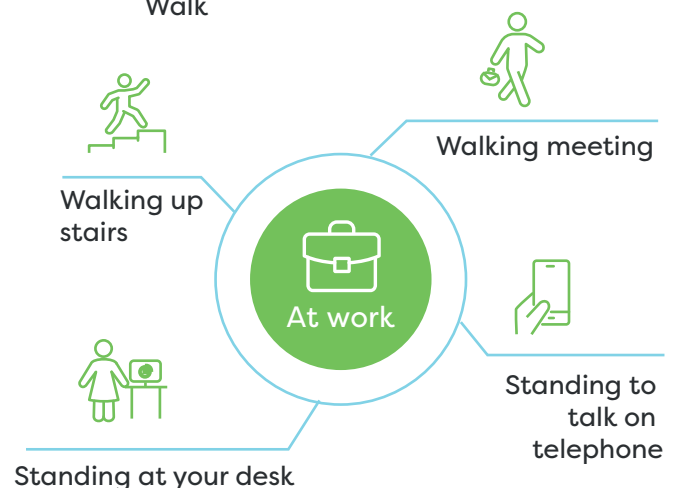 Walk
Walking meeting
Walking up
stairs
At work
Standing to
talk on
telephone
Standing at your desk